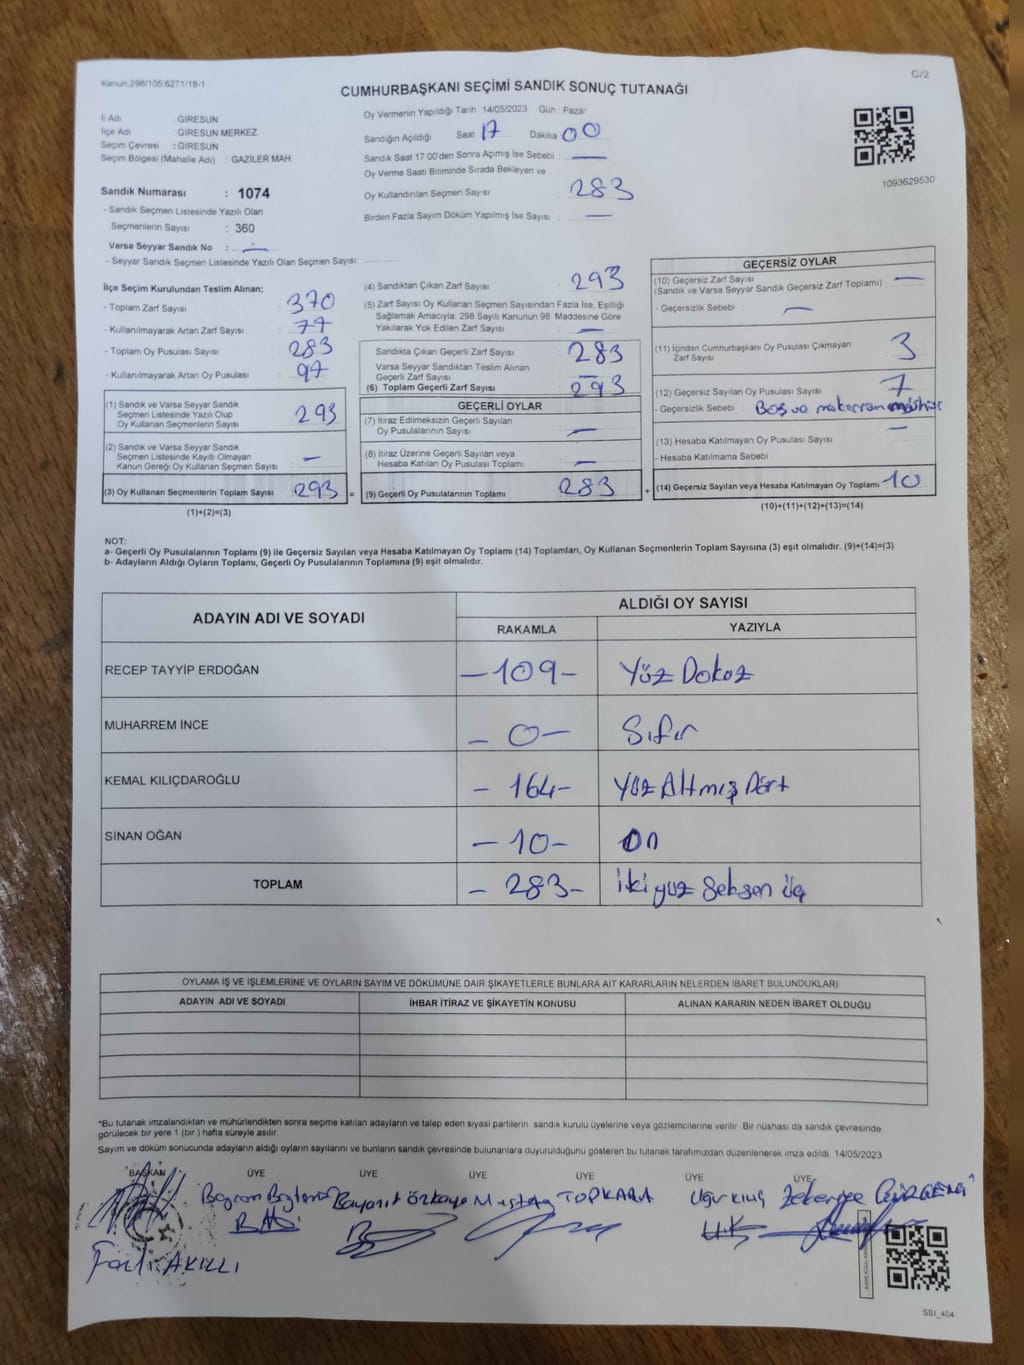 Kanun:298/105;6271/18-1
C/2
CUMHURBAŞKANI SEÇİMİ SANDIK SONUÇ TUTANAĞI
İl Adı : GİRESUN
İlçe Adı : GİRESUN MERKEZ
Seçim Çevresi : GİRESUN
Seçim Bölgesi (Mahalle Adı) : GAZİLER MAH.
Sandık Numarası : 1074
- Sandık Seçmen Listesinde Yazılı Olan
Seçmenlerin Sayısı : 360
Varsa Seyyar Sandık No : —
- Seyyar Sandık Seçmen Listesinde Yazılı Olan Seçmen Sayısı:
Oy Vermenin Yapıldığı Tarih : 14/05/2023 Gün : Pazar
Sandığın Açıldığı Saat 17 Dakika 00
Sandık Saat 17:00'den Sonra Açımış İse Sebebi —
Oy Verme Saati Bitiminde Sırada Bekleyen ve
Oy Kullandırılan Seçmen Sayısı 283
Birden Fazla Sayım Döküm Yapılmış İse Sayısı : —
1093629530
İlçe Seçim Kurulundan Teslim Alınan;
- Toplam Zarf Sayısı 370
- Kullanılmayarak Artan Zarf Sayısı : 77
- Toplam Oy Pusulası Sayısı : 283
- Kullanılmayarak Artan Oy Pusulası : 97
(1) Sandık ve Varsa Seyyar Sandık
Seçmen Listesinde Yazılı Olup
Oy Kullanan Seçmenlerin Sayısı : 293
(2) Sandık ve Varsa Seyyar Sandık
Seçmen Listesinde Kayıtlı Olmayan
Kanun Gereği Oy Kullanan Seçmen Sayısı : —
(3) Oy Kullanan Seçmenlerin Toplam Sayısı : 293 =
(1)+(2)=(3)
(4) Sandıktan Çıkan Zarf Sayısı : 293
(5) Zarf Sayısı Oy Kullanan Seçmen Sayısından Fazla İse, Eşitliği
Sağlamak Amacıyla; 298 Sayılı Kanunun 98. Maddesine Göre
Yakılarak Yok Edilen Zarf Sayısı : —
Sandıkta Çıkan Geçerli Zarf Sayısı : 283
Varsa Seyyar Sandıktan Teslim Alınan
Geçerli Zarf Sayısı : —
(6) Toplam Geçerli Zarf Sayısı : 293
GEÇERLİ OYLAR
(7) İtiraz Edilmeksizin Geçerli Sayılan
Oy Pusulalarının Sayısı : —
(8) İtiraz Üzerine Geçerli Sayılan veya
Hesaba Katılan Oy Pusulası Toplamı : —
(9) Geçerli Oy Pusulalarının Toplamı : 283 +
GEÇERSİZ OYLAR
(10) Geçersiz Zarf Sayısı
(Sandık ve Varsa Seyyar Sandık Geçersiz Zarf Toplamı) : —
- Geçersizlik Sebebi : —
(11) İçinden Cumhurbaşkanı Oy Pusulası Çıkmayan
Zarf Sayısı 3
(12) Geçersiz Sayılan Oy Pusulası Sayısı : 7
- Geçersizlik Sebebi : Boş ve mükerrer
(13) Hesaba Katılmayan Oy Pusulası Sayısı : —
- Hesaba Katılmama Sebebi
(14) Geçersiz Sayılan veya Hesaba Katılmayan Oy Toplamı : 10
(10)+(11)+(12)+(13)=(14)
NOT:
a- Geçerli Oy Pusulalarının Toplamı (9) ile Geçersiz Sayılan veya Hesaba Katılmayan Oy Toplamı (14) Toplamları, Oy Kullanan Seçmenlerin Toplam Sayısına (3) eşit olmalıdır. (9)+(14)=(3)
b- Adayların Aldığı Oyların Toplamı, Geçerli Oy Pusulalarının Toplamına (9) eşit olmalıdır.
ADAYIN ADI VE SOYADI
ALDIĞI OY SAYISI
RAKAMLA YAZIYLA
RECEP TAYYİP ERDOĞAN —109— Yüz Dokoz
MUHARREM İNCE —0— Sıfır
KEMAL KILIÇDAROĞLU —164— Yüz Altmış Dört
SİNAN OĞAN —10— On
TOPLAM —283— İki yüz Seksen üç
OYLAMA İŞ VE İŞLEMLERİNE VE OYLARIN SAYIM VE DÖKÜMÜNE DAİR ŞİKAYETLERLE BUNLARA AİT KARARLARIN NELERDEN İBARET BULUNDUKLARI
ADAYIN ADI VE SOYADI İHBAR İTİRAZ VE ŞİKAYETİN KONUSU ALINAN KARARIN NEDEN İBARET OLDUĞU
*Bu tutanak imzalandıktan ve mühürlendikten sonra seçime katılan adayların ve talep eden siyasi partilerin sandık kurulu üyelerine veya gözlemcilerine verilir. Bir nüshası da sandık çevresinde
görülecek bir yere 1 (bir ) hafta süreyle asılır.
Sayım ve döküm sonucunda adayların aldığı oyların sayılarını ve bunların sandık çevresinde bulunanlara duyurulduğunu gösteren bu tutanak tarafımızdan düzenlenerek imza edildi. 14/05/2023
BAŞKAN ÜYE ÜYE ÜYE ÜYE ÜYE
Bayram Beyazıt Özkaya Mustafa TOPKARA Uğur Kılıç Zekeriya
AKILLI
SSI_404